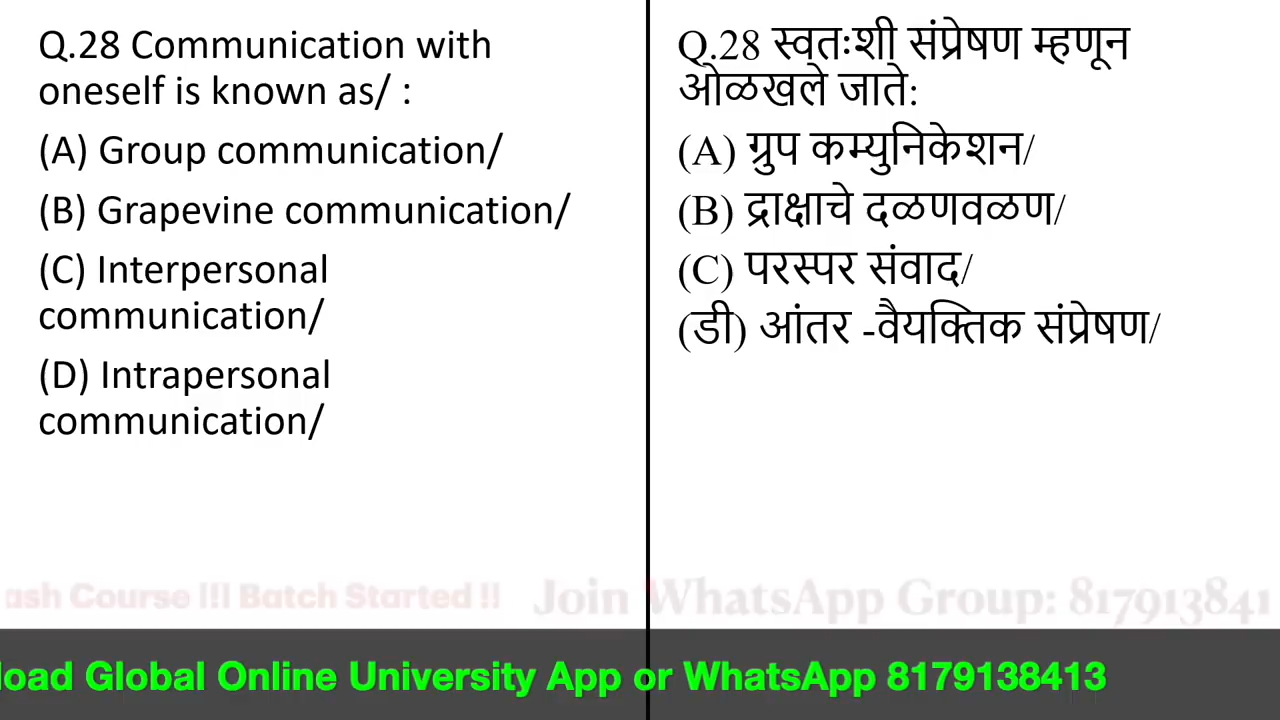 Q.28 Communication with
oneself is known as/ :
(A) Group communication/
(B) Grapevine communication/
(C) Interpersonal
communication/
(D) Intrapersonal
communication/
Q.28 स्वतःशी संप्रेषण म्हणून
ओळखले जाते:
(A) ग्रुप कम्युनिकेशन/
(B) द्राक्षाचे दळणवळण/
(C) परस्पर संवाद/
(डी) आंतर -वैयक्तिक संप्रेषण/
ash Course !!! Batch Started !! Join WhatsApp Group: 817913841
load Global Online University App or WhatsApp 8179138413